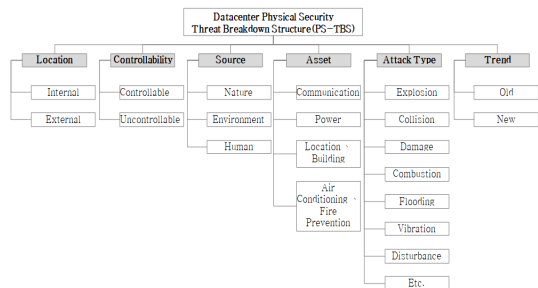 Datacenter Physical Security
Threat Breakdown Structure(PS-TBS)
Location
Controllability
Source
Asset
Attack Type
Trend
Internal
External
Controllable
Uncontrollable
Nature
Environment
Human
Communication
Power
Location ·
Building
Air
Conditioning ·
Fire
Prevention
Explosion
Collision
Damage
Combustion
Flooding
Vibration
Disturbance
Etc.
Old
New